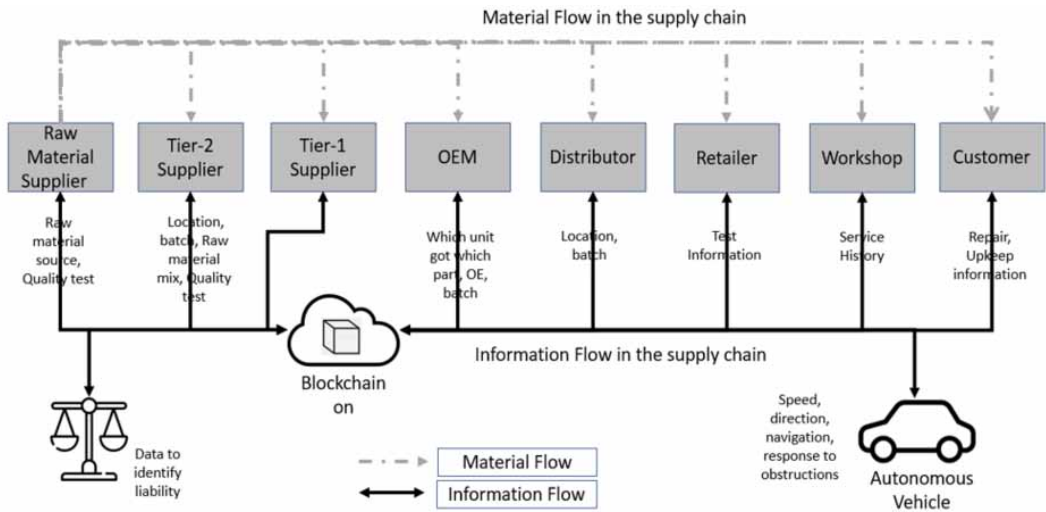 Material Flow in the supply chain
Raw
Material
Supplier
Tier-2
Supplier
Tier-1
Supplier
OEM
Distributor
Retailer
Workshop
Customer
Raw
material
source,
Quality test
Location,
batch, Raw
material
mix, Quality
test
Which unit
got which
part, OE,
batch
Location,
batch
Test
Information
Service
History
Repair,
Upkeep
information
Information Flow in the supply chain
Blockchain
on
Data to
identify
liability
Speed,
direction,
navigation,
response to
obstructions
Autonomous
Vehicle
Material Flow
Information Flow